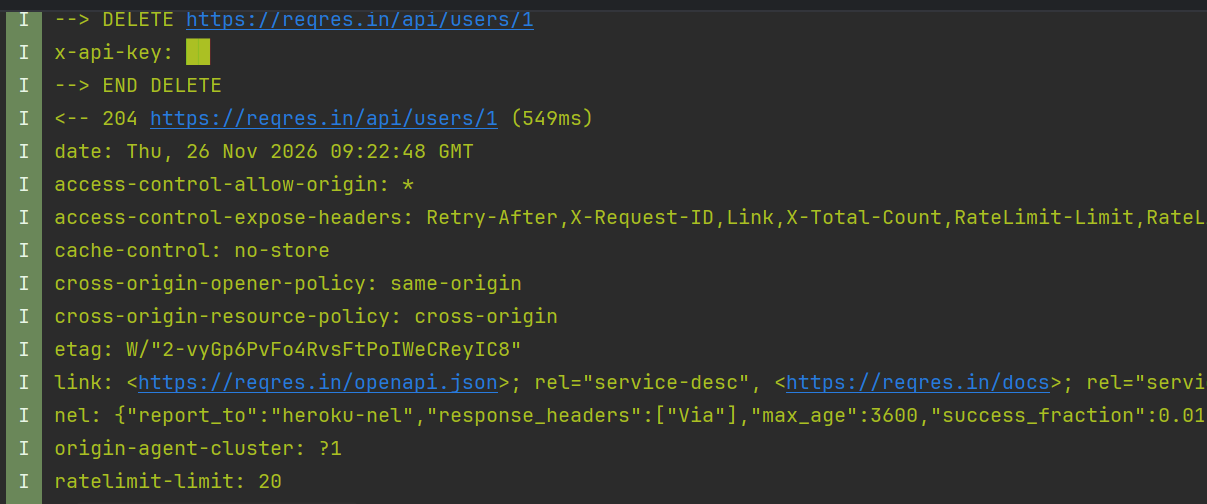 I --> DELETE https://reqres.in/api/users/1
I x-api-key: ██
I --> END DELETE
I <-- 204 https://reqres.in/api/users/1 (549ms)
I date: Thu, 26 Nov 2026 09:22:48 GMT
I access-control-allow-origin: *
I access-control-expose-headers: Retry-After,X-Request-ID,Link,X-Total-Count,RateLimit-Limit,RateL
I cache-control: no-store
I cross-origin-opener-policy: same-origin
I cross-origin-resource-policy: cross-origin
I etag: W/"2-vyGp6PvFo4RvsFtPoIWeCReyIC8"
I link: <https://reqres.in/openapi.json>; rel="service-desc", <https://reqres.in/docs>; rel="servi
I nel: {"report_to":"heroku-nel","response_headers":["Via"],"max_age":3600,"success_fraction":0.01
I origin-agent-cluster: ?1
I ratelimit-limit: 20